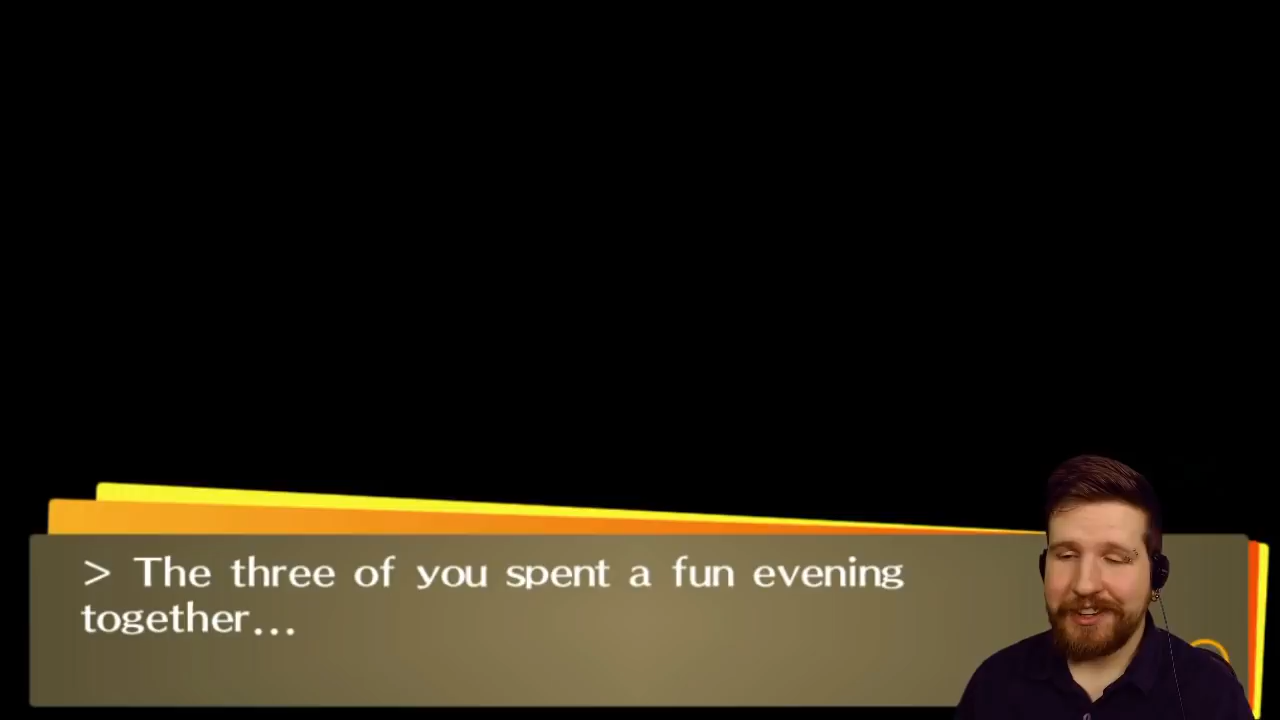 > The three of you spent a fun evening
together...